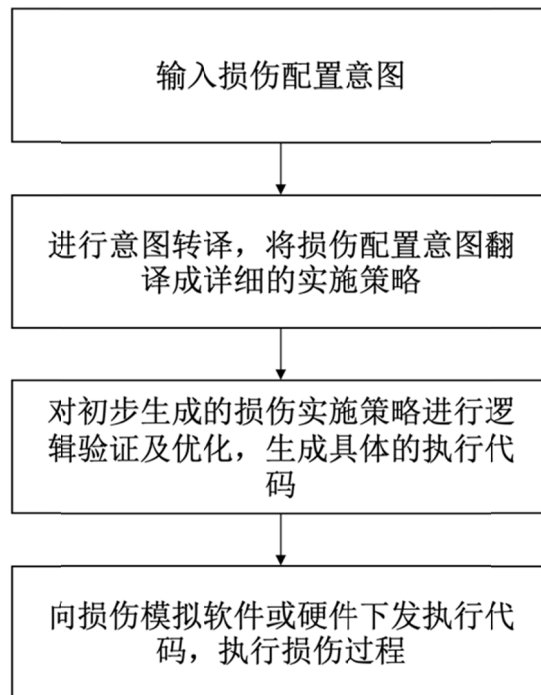 输入损伤配置意图
进行意图转译，将损伤配置意图翻
译成详细的实施策略
对初步生成的损伤实施策略进行逻
辑验证及优化，生成具体的执行代
码
向损伤模拟软件或硬件下发执行代
码，执行损伤过程